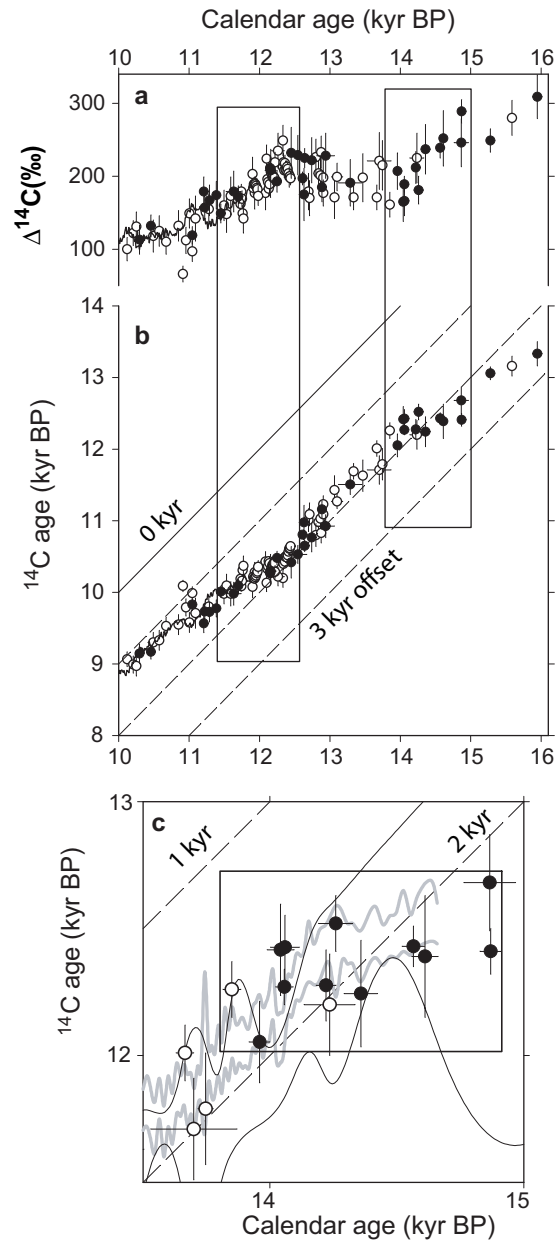 Calendar age (kyr BP)
10 11 12 13 14 15 16
a
300
200
100
Δ¹⁴C(‰)
b
14
13
12
11
10
9
8
¹⁴C age (kyr BP)
0 kyr
3 kyr offset
10 11 12 13 14 15 16
c
13
12
1 kyr
2 kyr
¹⁴C age (kyr BP)
14 15
Calendar age (kyr BP)